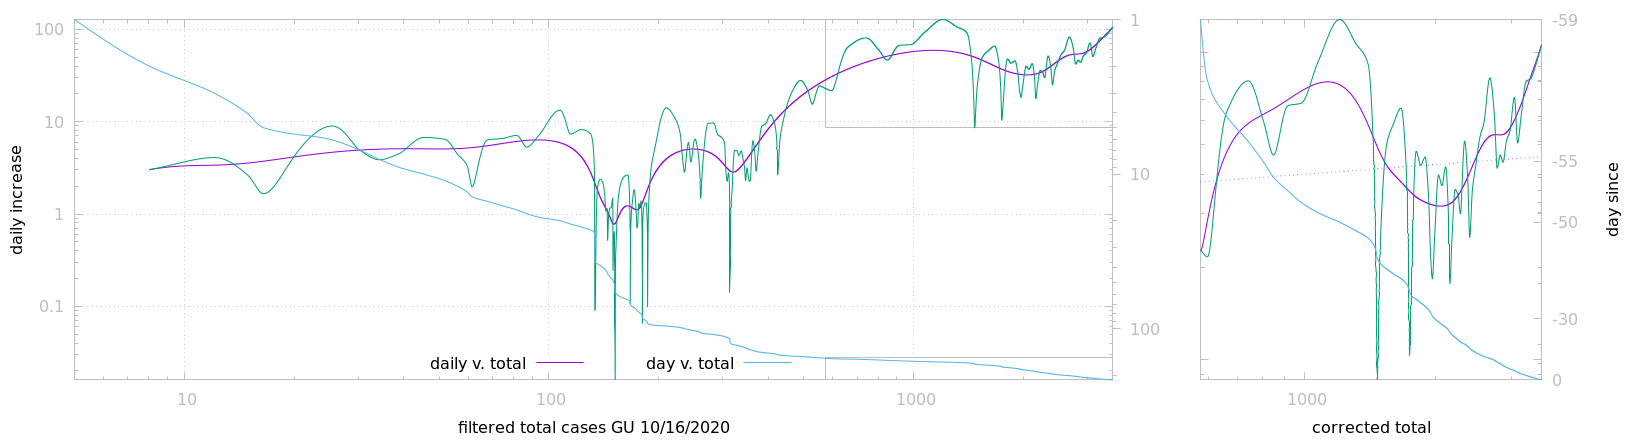 100
10
1
0.1
daily increase
10
100
1000
filtered total cases GU 10/16/2020
daily v. total
day v. total
1
10
100
1000
corrected total
-59
-55
-50
-30
0
day since